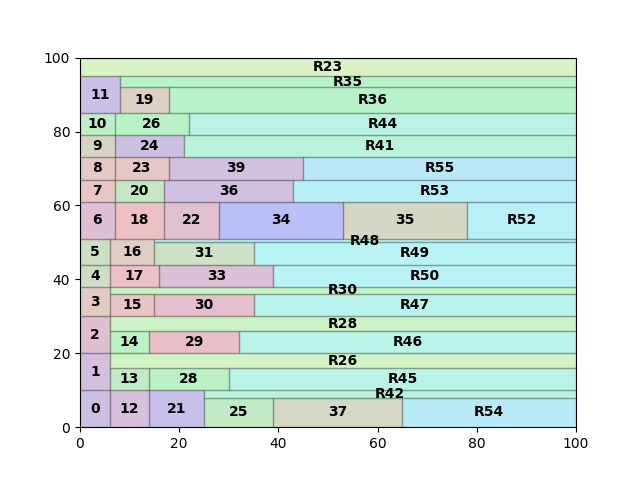 100
R23
R35
11 19 R36
10 26 R44
80
9 24 R41
8 23 39 R55
7 20 36 R53
60
6 18 22 34 35 R52
R48
5 16 31 R49
4 17 33 R50
40
R30
3 15 30 R47
R28
2 14 29 R46
20
R26
1 13 28 R45
R42
0 12 21 25 37 R54
0
0 20 40 60 80 100